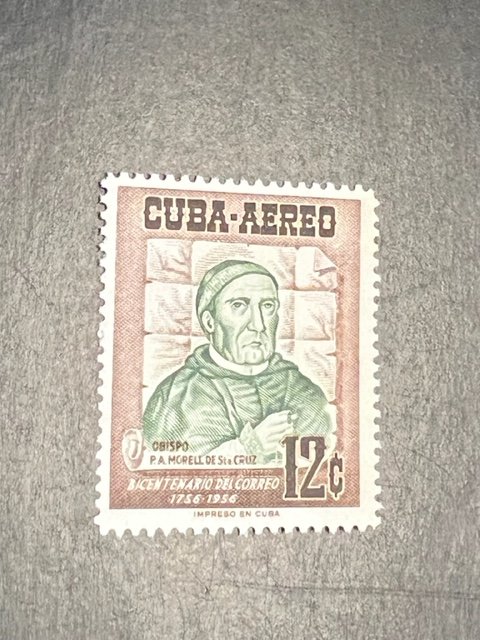 CUBA-AEREO
OBISPO
P.A. MORELL DE Sta CRUZ
12¢
BICENTENARIO DEL CORREO
1756-1956
IMPRESO EN CUBA